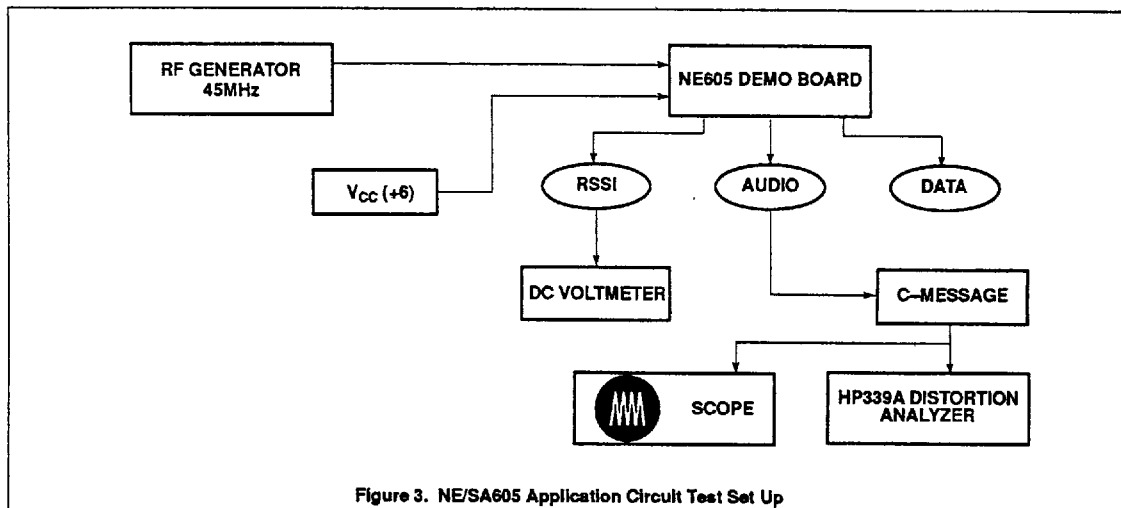 RF GENERATOR
45MHz
NE605 DEMO BOARD
VCC (+6)
RSSI
AUDIO
DATA
DC VOLTMETER
C–MESSAGE
SCOPE
HP339A DISTORTION
ANALYZER
Figure 3. NE/SA605 Application Circuit Test Set Up